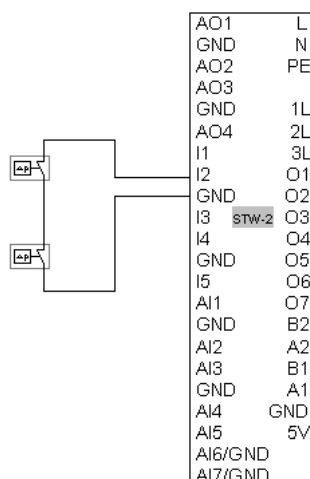 AO1 L
GND N
AO2 PE
AO3
GND 1L
AO4 2L
I1 3L
I2 O1
GND O2
I3 STW-2 O3
I4 O4
GND O5
I5 O6
AI1 O7
GND B2
AI2 A2
AI3 B1
GND A1
AI4 GND
AI5 5V
AI6/GND
AI7/GND
Δp
Δp